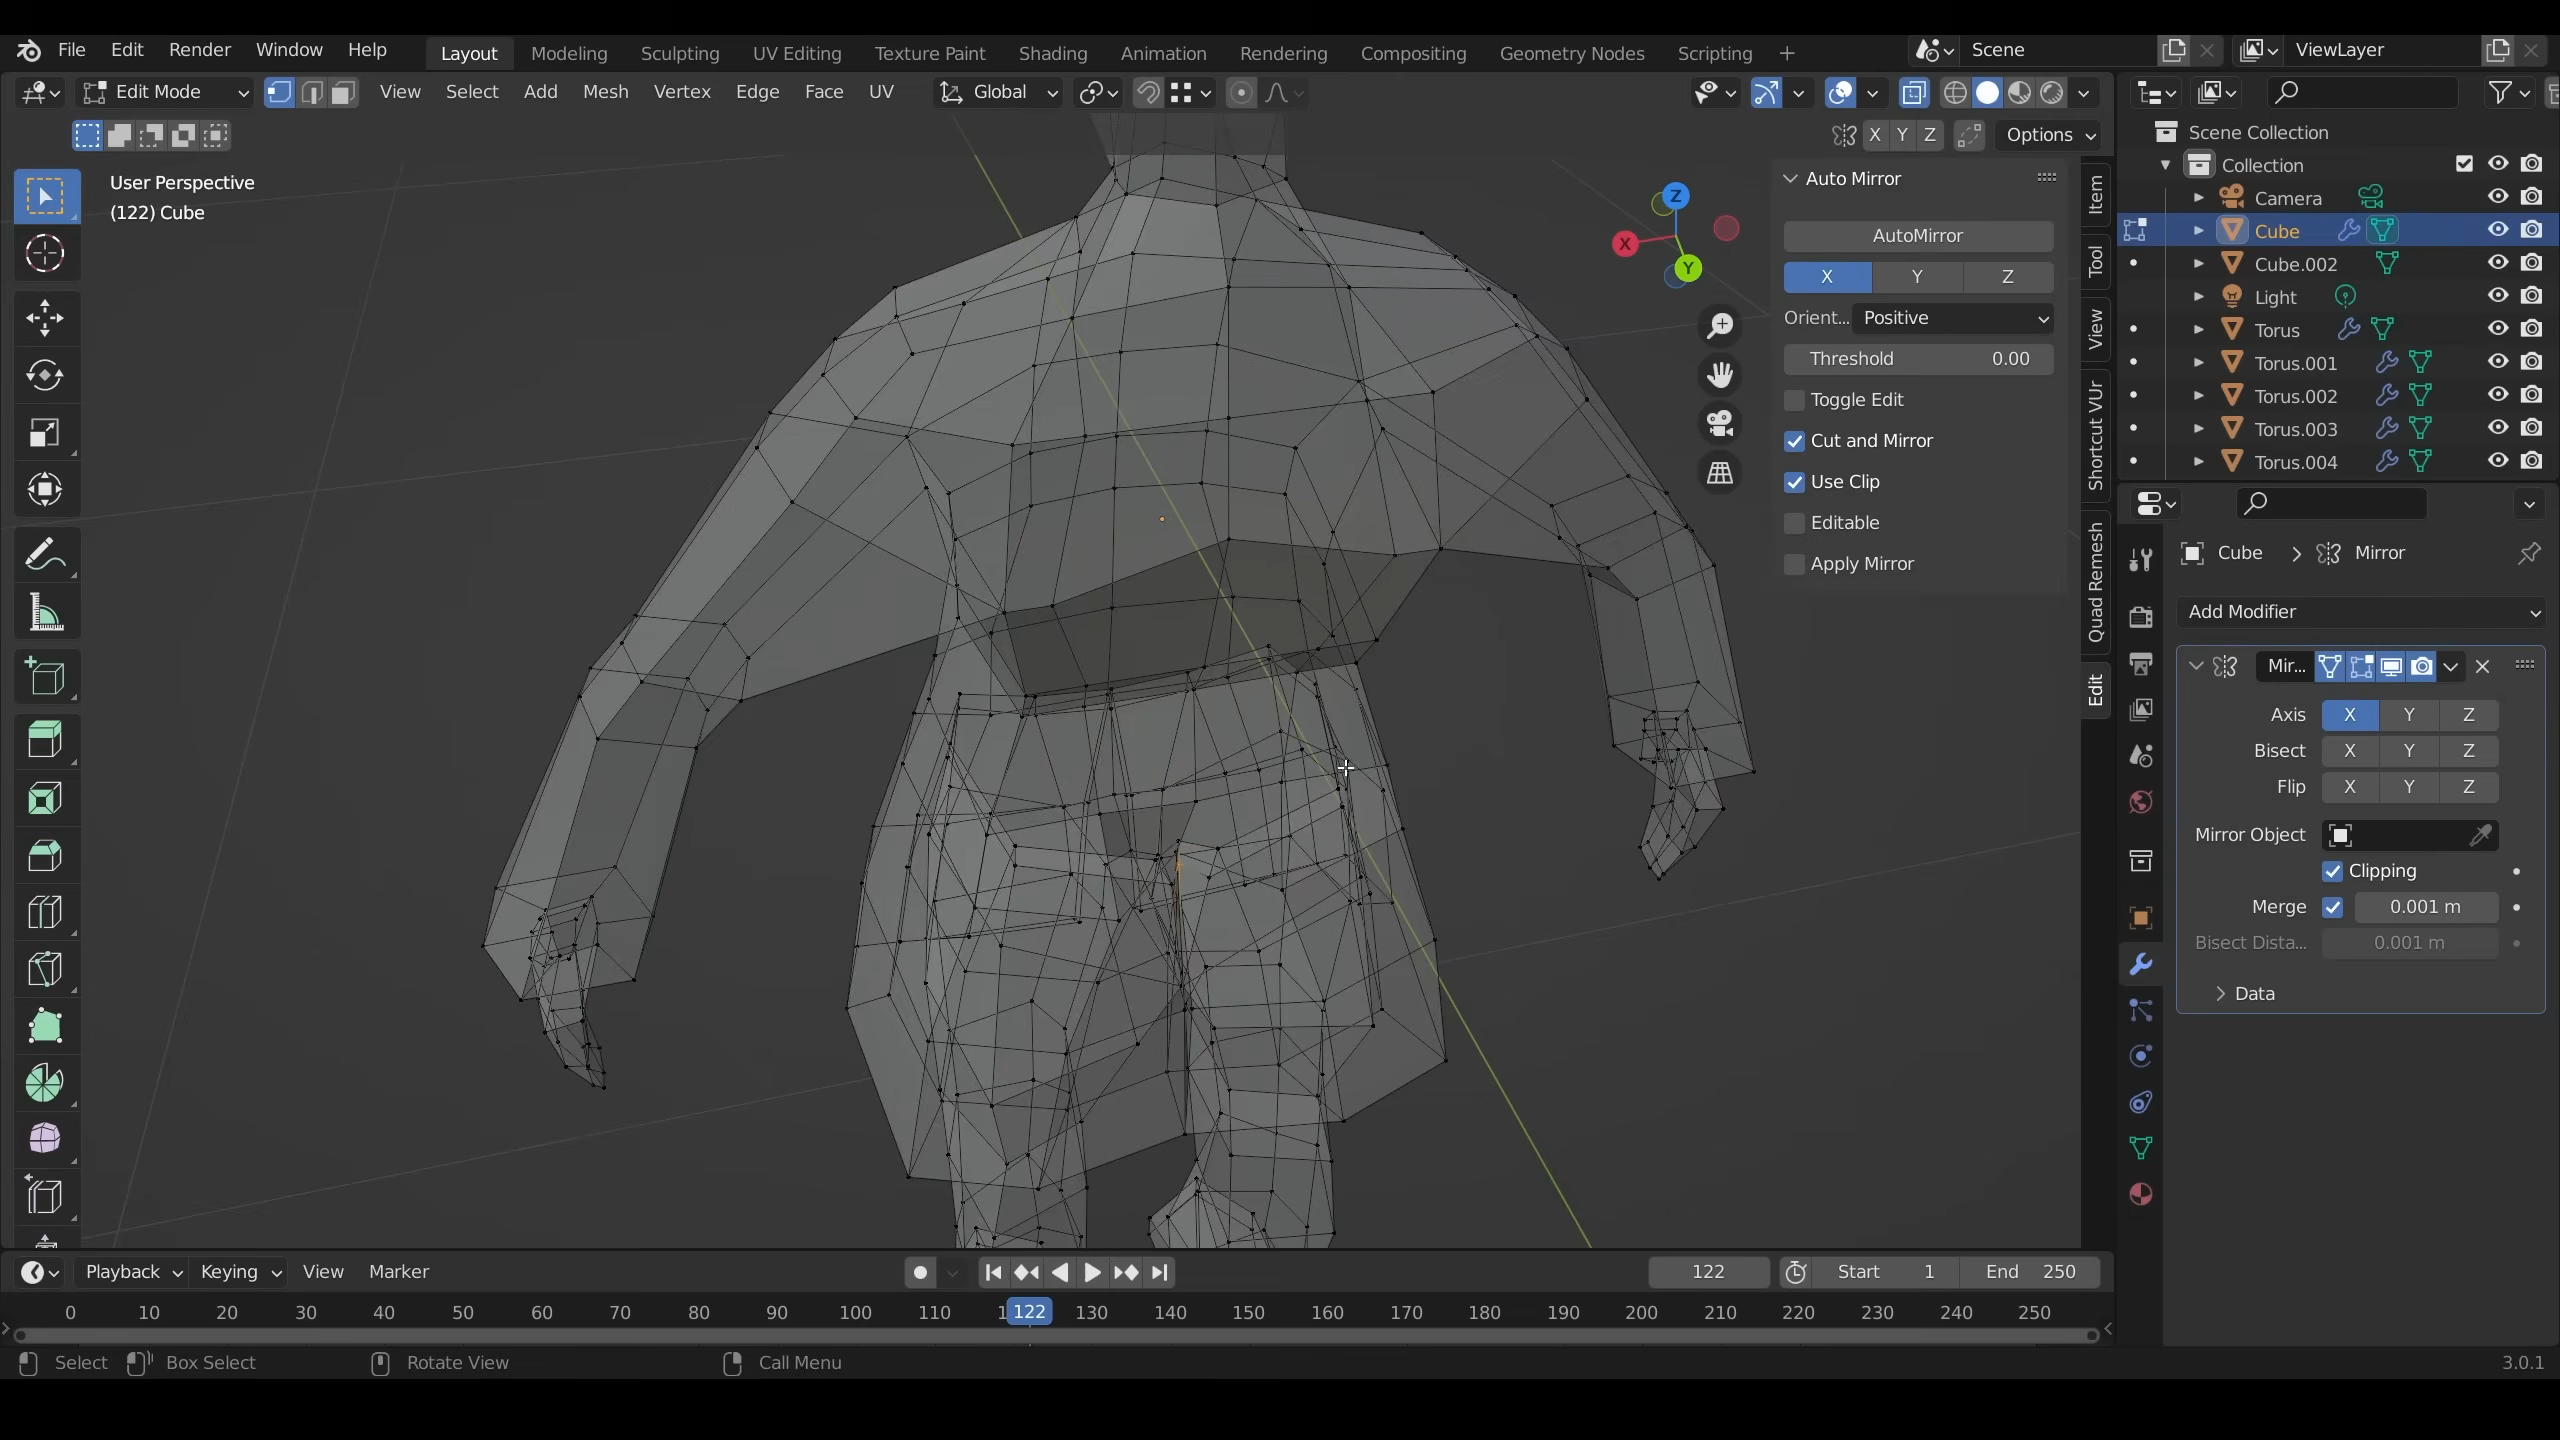 File Edit Render Window Help Layout Modeling Sculpting UV Editing Texture Paint Shading Animation Rendering Compositing Geometry Nodes Scripting + Scene ViewLayer
Edit Mode View Select Add Mesh Vertex Edge Face UV Global
X Y Z Options
User Perspective
(122) Cube
Z
X
Y
Auto Mirror
AutoMirror
X Y Z
Orient... Positive
Threshold 0.00
Toggle Edit
Cut and Mirror
Use Clip
Editable
Apply Mirror
Item
Tool
View
Shortcut VUr
Quad Remesh
Edit
Scene Collection
Collection
Camera
Cube
Cube.002
Light
Torus
Torus.001
Torus.002
Torus.003
Torus.004
Cube > Mirror
Add Modifier
Mir...
Axis X Y Z
Bisect X Y Z
Flip X Y Z
Mirror Object
Clipping
Merge 0.001 m
Bisect Dista... 0.001 m
Data
Playback Keying View Marker 122 Start 1 End 250
0 10 20 30 40 50 60 70 80 90 100 110 1 122 130 140 150 160 170 180 190 200 210 220 230 240 250
Select Box Select Rotate View Call Menu 3.0.1